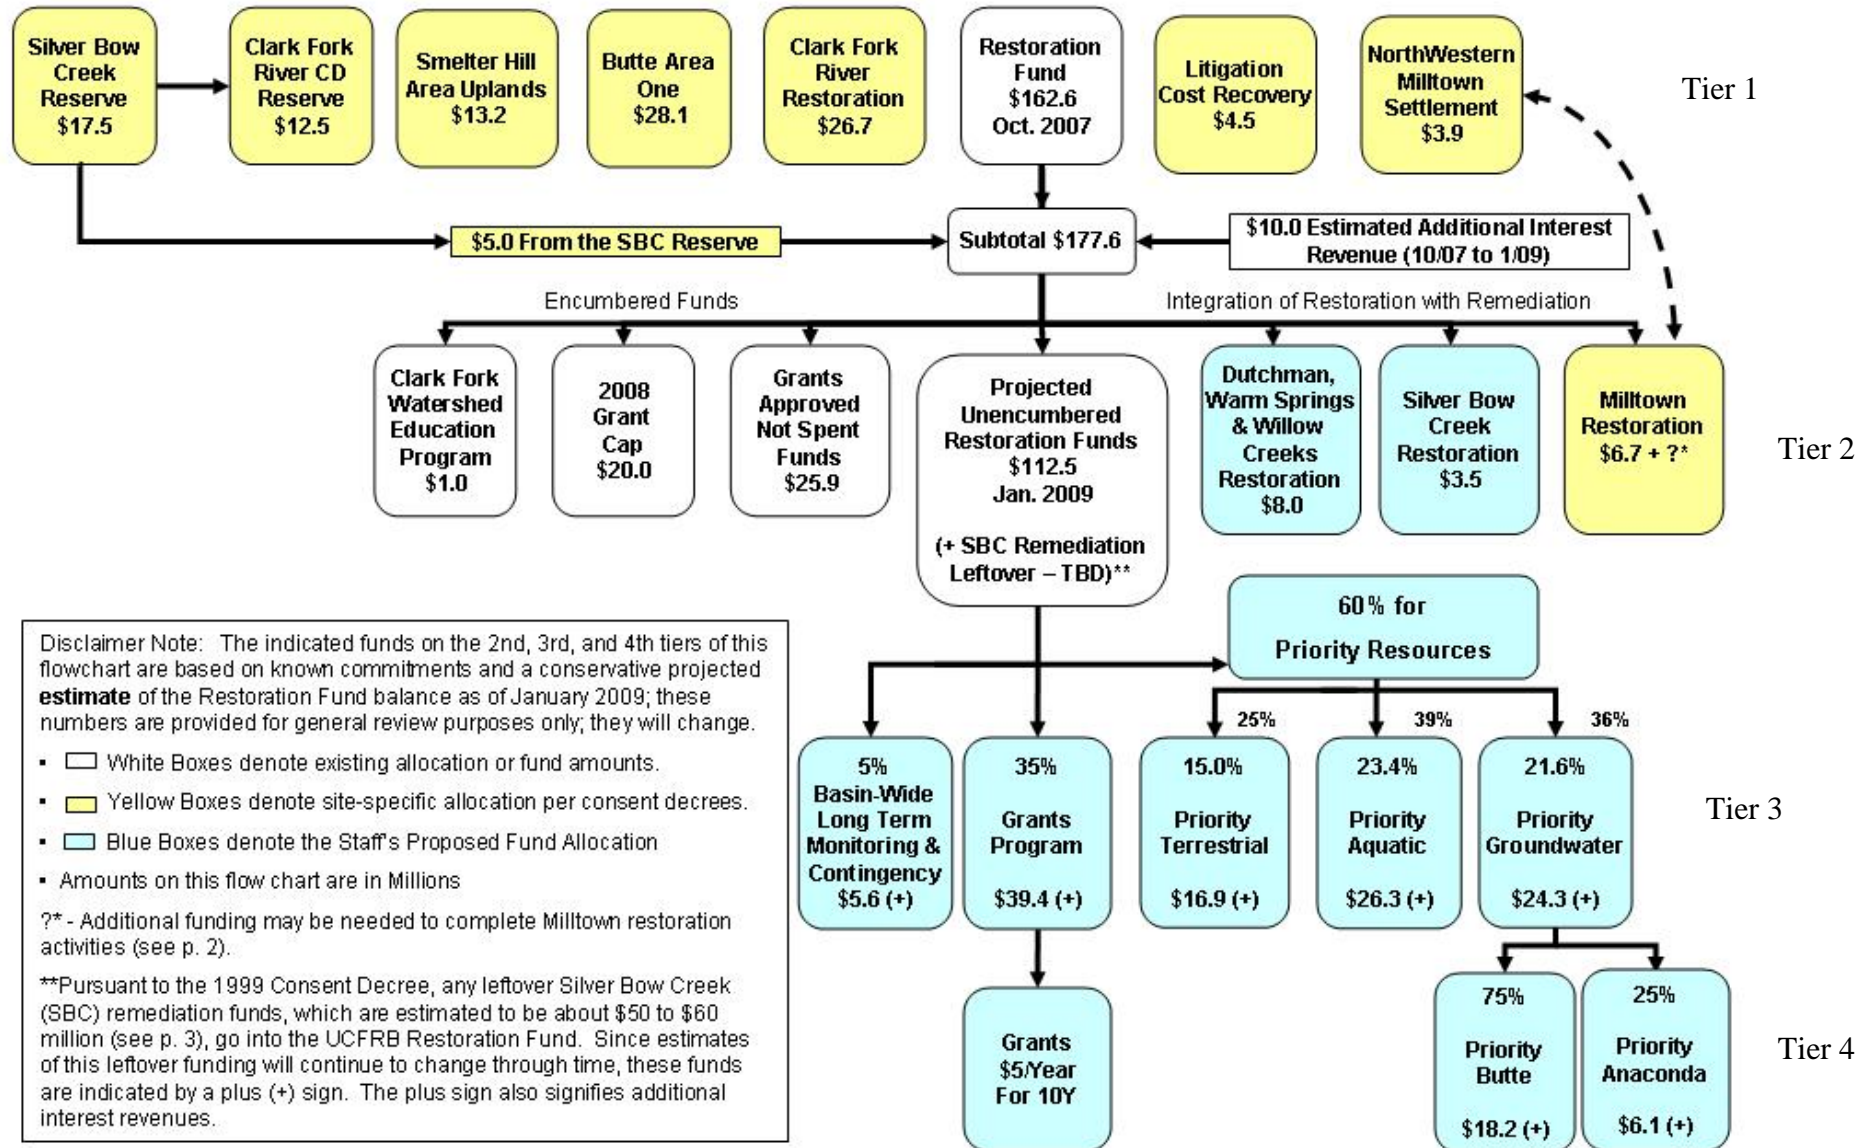 Silver Bow
Creek
Reserve
$17.5
Clark Fork
River CD
Reserve
$12.5
Smelter Hill
Area Uplands
$13.2
Butte Area
One
$28.1
Clark Fork
River
Restoration
$26.7
Restoration
Fund
$162.6
Oct. 2007
Litigation
Cost Recovery
$4.5
NorthWestern
Milltown
Settlement
$3.9
Tier 1
$5.0 From the SBC Reserve
Subtotal $177.6
$10.0 Estimated Additional Interest
Revenue (10/07 to 1/09)
Encumbered Funds
Integration of Restoration with Remediation
Clark Fork
Watershed
Education
Program
$1.0
2008
Grant
Cap
$20.0
Grants
Approved
Not Spent
Funds
$25.9
Projected
Unencumbered
Restoration Funds
$112.5
Jan. 2009
(+ SBC Remediation
Leftover – TBD)**
Dutchman,
Warm Springs
& Willow
Creeks
Restoration
$8.0
Silver Bow
Creek
Restoration
$3.5
Milltown
Restoration
$6.7 + ?*
Tier 2
60% for
Priority Resources
25%
39%
36%
5%
Basin-Wide
Long Term
Monitoring &
Contingency
$5.6 (+)
35%
Grants
Program
$39.4 (+)
15.0%
Priority
Terrestrial
$16.9 (+)
23.4%
Priority
Aquatic
$26.3 (+)
21.6%
Priority
Groundwater
$24.3 (+)
Tier 3
Grants
$5/Year
For 10Y
75%
Priority
Butte
$18.2 (+)
25%
Priority
Anaconda
$6.1 (+)
Tier 4
Disclaimer Note: The indicated funds on the 2nd, 3rd, and 4th tiers of this
flowchart are based on known commitments and a conservative projected
estimate of the Restoration Fund balance as of January 2009; these
numbers are provided for general review purposes only; they will change.
▪ White Boxes denote existing allocation or fund amounts.
▪ Yellow Boxes denote site-specific allocation per consent decrees.
▪ Blue Boxes denote the Staff's Proposed Fund Allocation
▪ Amounts on this flow chart are in Millions
?* - Additional funding may be needed to complete Milltown restoration
activities (see p. 2).
**Pursuant to the 1999 Consent Decree, any leftover Silver Bow Creek
(SBC) remediation funds, which are estimated to be about $50 to $60
million (see p. 3), go into the UCFRB Restoration Fund. Since estimates
of this leftover funding will continue to change through time, these funds
are indicated by a plus (+) sign. The plus sign also signifies additional
interest revenues.